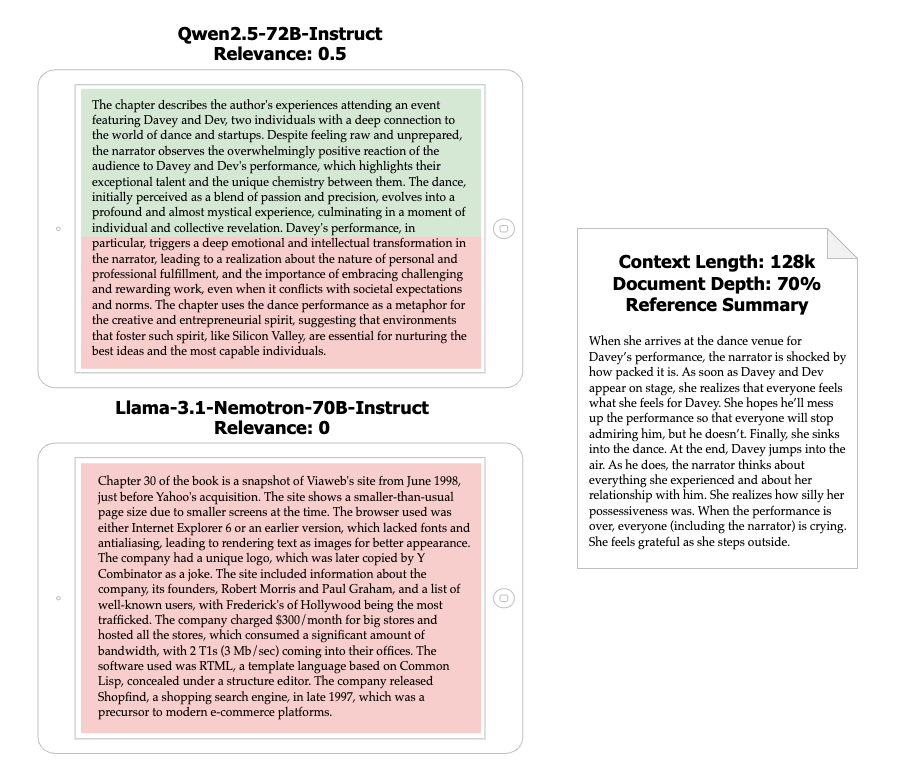 Qwen2.5-72B-Instruct
Relevance: 0.5
The chapter describes the author's experiences attending an event
featuring Davey and Dev, two individuals with a deep connection to
the world of dance and startups. Despite feeling raw and unprepared,
the narrator observes the overwhelmingly positive reaction of the
audience to Davey and Dev's performance, which highlights their
exceptional talent and the unique chemistry between them. The dance,
initially perceived as a blend of passion and precision, evolves into a
profound and almost mystical experience, culminating in a moment of
individual and collective revelation. Davey's performance, in
particular, triggers a deep emotional and intellectual transformation in
the narrator, leading to a realization about the nature of personal and
professional fulfillment, and the importance of embracing challenging
and rewarding work, even when it conflicts with societal expectations
and norms. The chapter uses the dance performance as a metaphor for
the creative and entrepreneurial spirit, suggesting that environments
that foster such spirit, like Silicon Valley, are essential for nurturing the
best ideas and the most capable individuals.
Llama-3.1-Nemotron-70B-Instruct
Relevance: 0
Chapter 30 of the book is a snapshot of Viaweb's site from June 1998,
just before Yahoo's acquisition. The site shows a smaller-than-usual
page size due to smaller screens at the time. The browser used was
either Internet Explorer 6 or an earlier version, which lacked fonts and
antialiasing, leading to rendering text as images for better appearance.
The company had a unique logo, which was later copied by Y
Combinator as a joke. The site included information about the
company, its founders, Robert Morris and Paul Graham, and a list of
well-known users, with Frederick's of Hollywood being the most
trafficked. The company charged $300/month for big stores and
hosted all the stores, which consumed a significant amount of
bandwidth, with 2 T1s (3 Mb/sec) coming into their offices. The
software used was RTML, a template language based on Common
Lisp, concealed under a structure editor. The company released
Shopfind, a shopping search engine, in late 1997, which was a
precursor to modern e-commerce platforms.
Context Length: 128k
Document Depth: 70%
Reference Summary
When she arrives at the dance venue for
Davey's performance, the narrator is shocked by
how packed it is. As soon as Davey and Dev
appear on stage, she realizes that everyone feels
what she feels for Davey. She hopes he'll mess
up the performance so that everyone will stop
admiring him, but he doesn't. Finally, she sinks
into the dance. At the end, Davey jumps into the
air. As he does, the narrator thinks about
everything she experienced and about her
relationship with him. She realizes how silly her
possessiveness was. When the performance is
over, everyone (including the narrator) is crying.
She feels grateful as she steps outside.